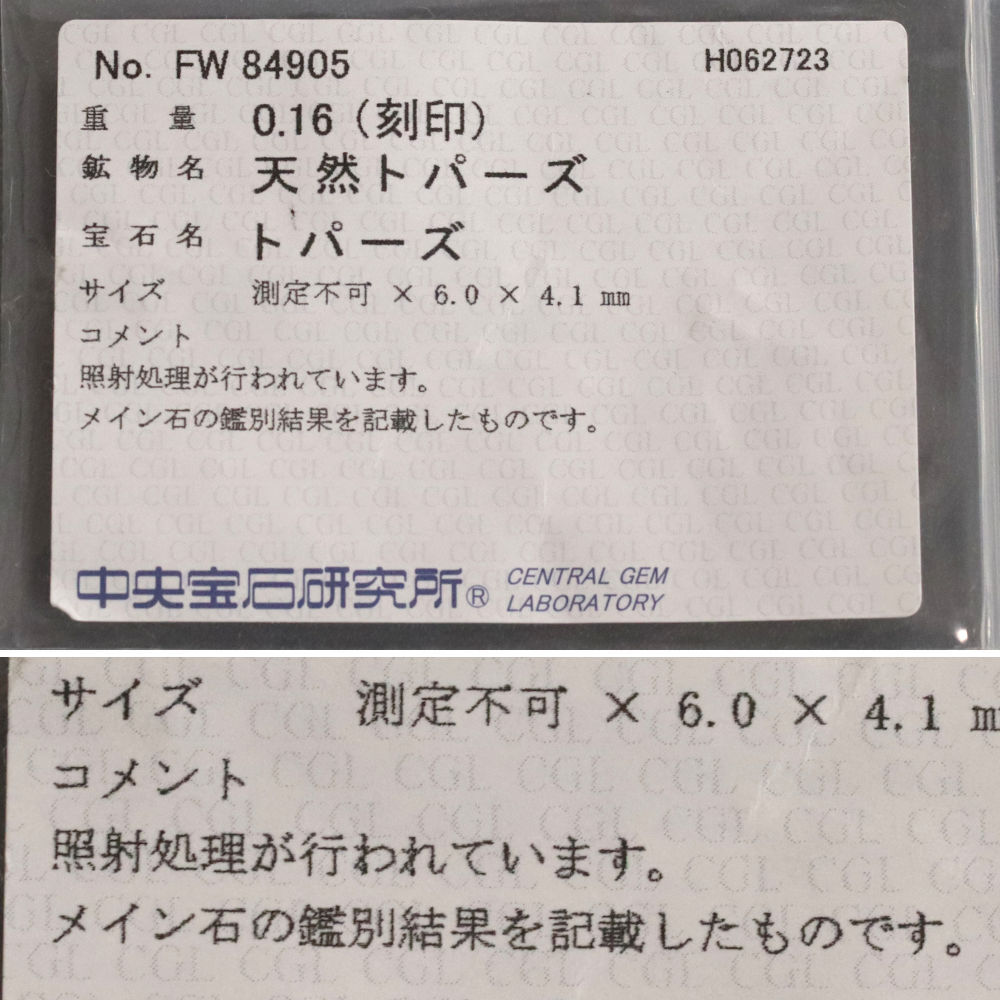 No. FW 84905
H062723
重量 0.16（刻印）
鉱物名 天然トパーズ
宝石名 トパーズ
サイズ 測定不可 × 6.0 × 4.1 mm
コメント
照射処理が行われています。
メイン石の鑑別結果を記載したものです。
中央宝石研究所® CENTRAL GEM
LABORATORY
サイズ 測定不可 × 6.0 × 4.1
コメント
照射処理が行われています。
メイン石の鑑別結果を記載したものです。